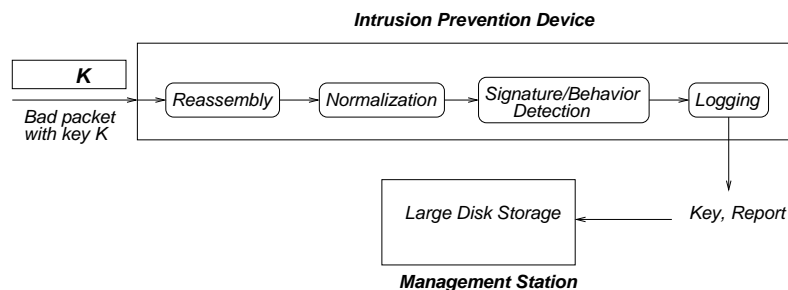 Intrusion Prevention Device
K
Bad packet
with key K
Reassembly
Normalization
Signature/Behavior
Detection
Logging
Large Disk Storage
Key, Report
Management Station